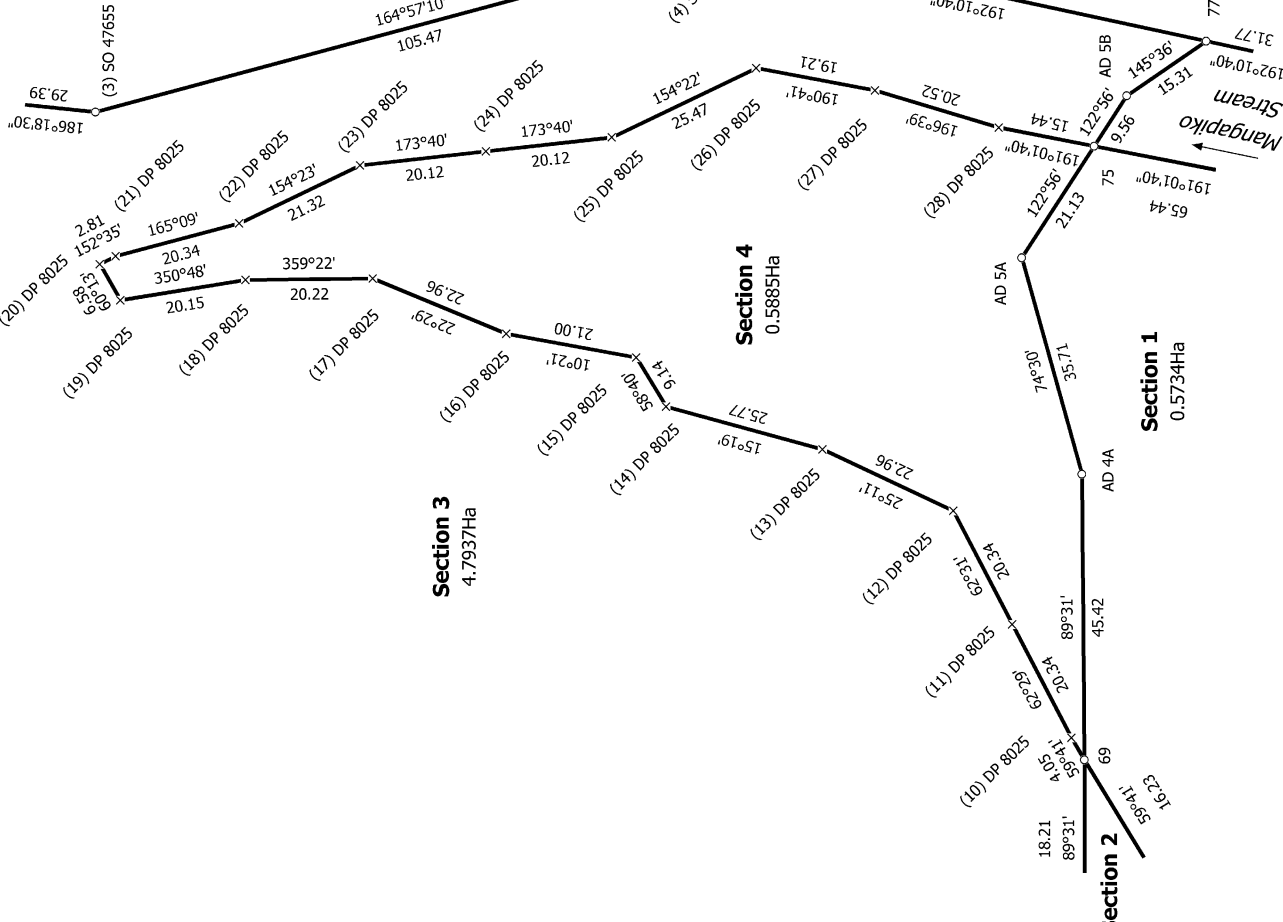 29.39
186°18'30"
(3) SO 47655
164°57'10
105.47
192°10'40"
77
31.77
192°10'40"
AD 5B
145°36'
15.31
Mangapiko
Stream
122°56'
9.56
15.44
191°01'40"
75
191°01'40"
65.44
122°56'
21.13
AD 5A
19.21
190°41'
20.52
196°39'
(28) DP 8025
(27) DP 8025
(26) DP 8025
154°22'
25.47
(25) DP 8025
173°40'
20.12
(24) DP 8025
173°40'
20.12
(23) DP 8025
154°23'
21.32
(22) DP 8025
165°09'
20.34
(21) DP 8025
2.81
152°35'
(20) DP 8025
60°13'
6.58
(19) DP 8025
350°48'
20.15
(18) DP 8025
359°22'
20.22
(17) DP 8025
22.96
22°29'
(16) DP 8025
21.00
10°21'
(15) DP 8025
58°40'
9.14
(14) DP 8025
25.77
15°19'
(13) DP 8025
22.96
25°11'
(12) DP 8025
62°31'
20.34
(11) DP 8025
62°29'
20.34
(10) DP 8025
4.05
59°41'
69
74°30'
35.71
AD 4A
89°31'
45.42
18.21
89°31'
59°41'
16.23
Section 4
0.5885Ha
Section 1
0.5734Ha
Section 3
4.7937Ha
Section 2